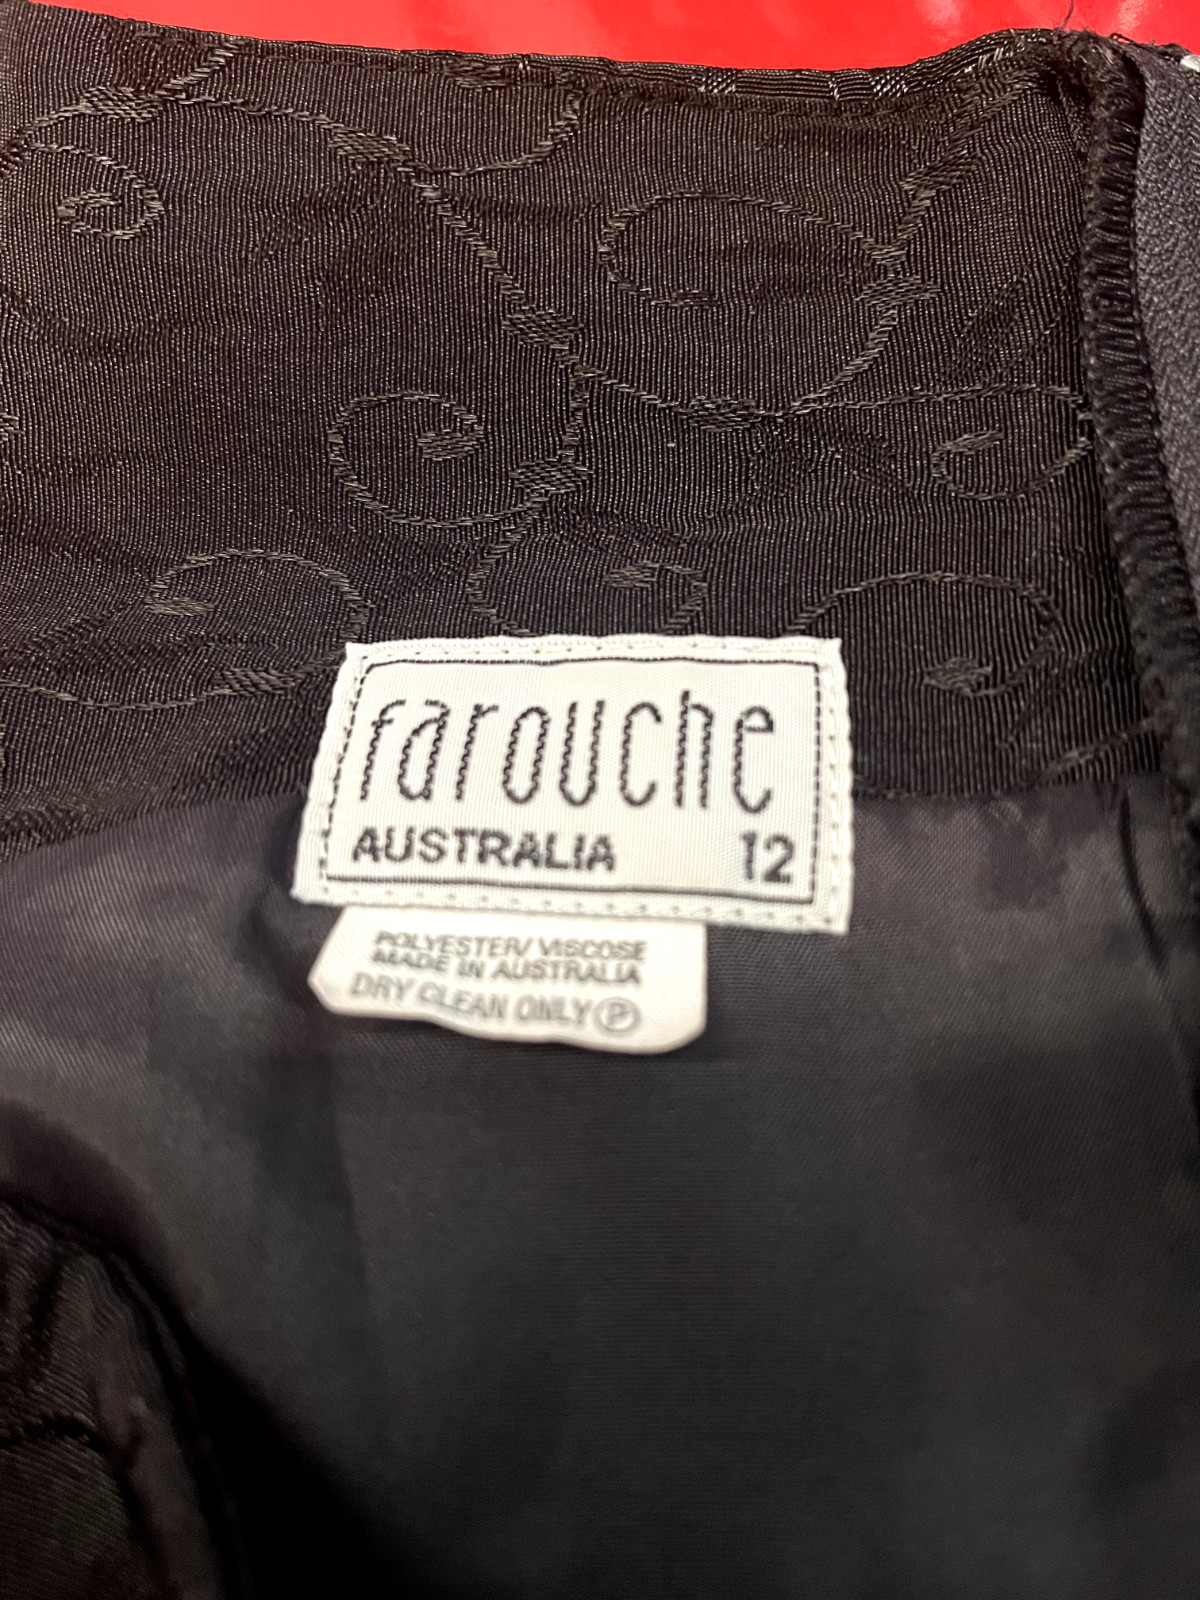 farouche
AUSTRALIA 12
POLYESTER/ VISCOSE
MADE IN AUSTRALIA
DRY CLEAN ONLY Ⓟ